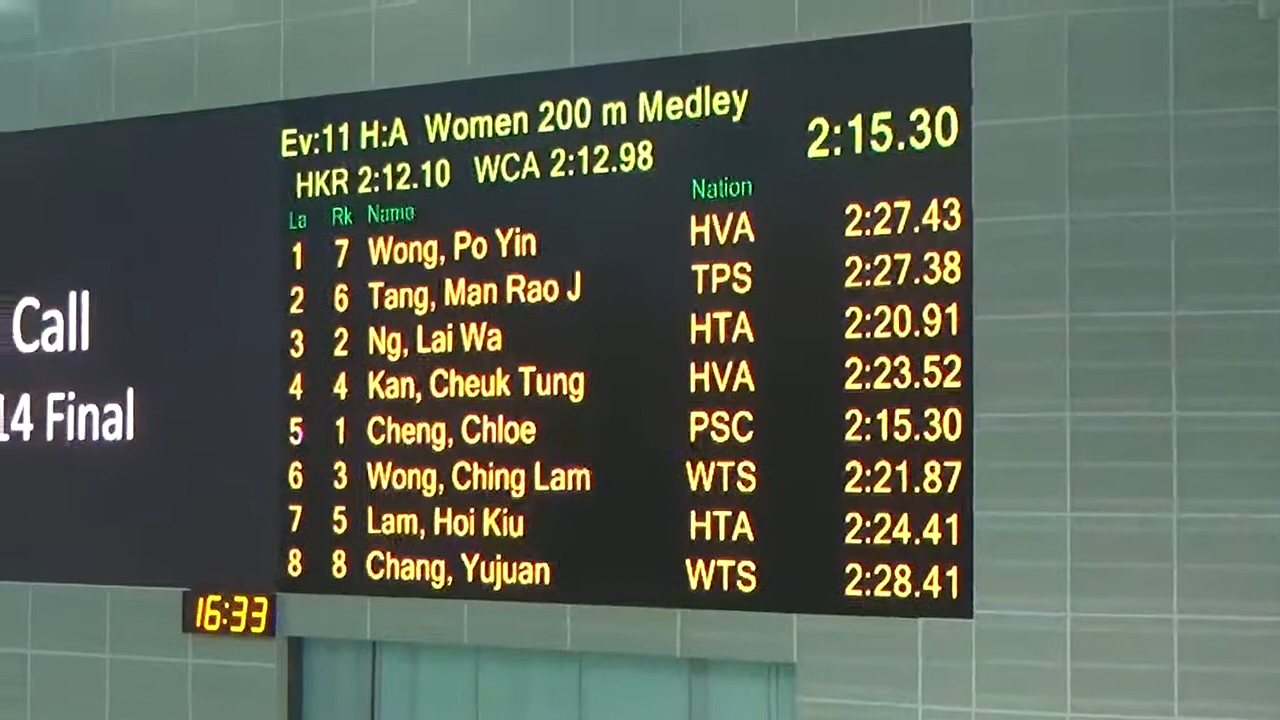 Call
14 Final
Ev:11 H:A Women 200 m Medley 2:15.30
HKR 2:12.10 WCA 2:12.98
La Rk Name Nation
1 7 Wong, Po Yin HVA 2:27.43
2 6 Tang, Man Rao J TPS 2:27.38
3 2 Ng, Lai Wa HTA 2:20.91
4 4 Kan, Cheuk Tung HVA 2:23.52
5 1 Cheng, Chloe PSC 2:15.30
6 3 Wong, Ching Lam WTS 2:21.87
7 5 Lam, Hoi Kiu HTA 2:24.41
8 8 Chang, Yujuan WTS 2:28.41
16:33